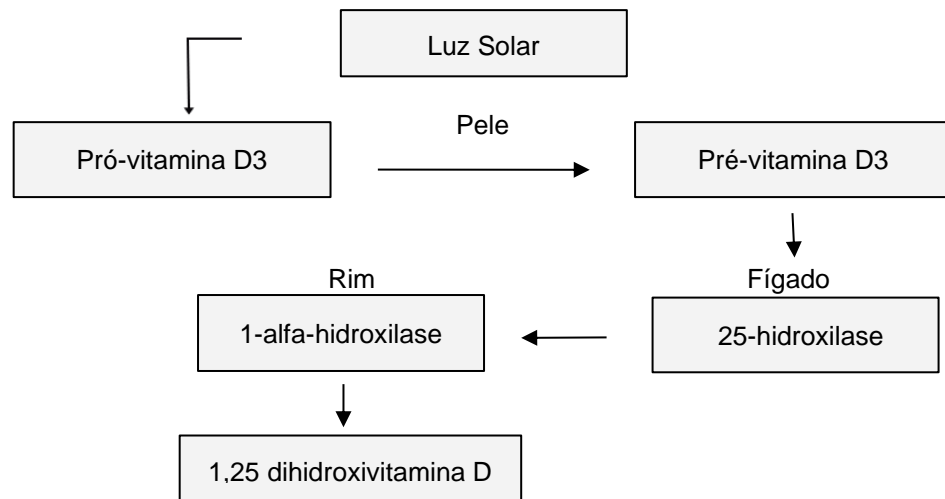 Luz Solar
Pele
Pró-vitamina D3
Pré-vitamina D3
Rim
Fígado
1-alfa-hidroxilase
25-hidroxilase
1,25 dihidroxivitamina D